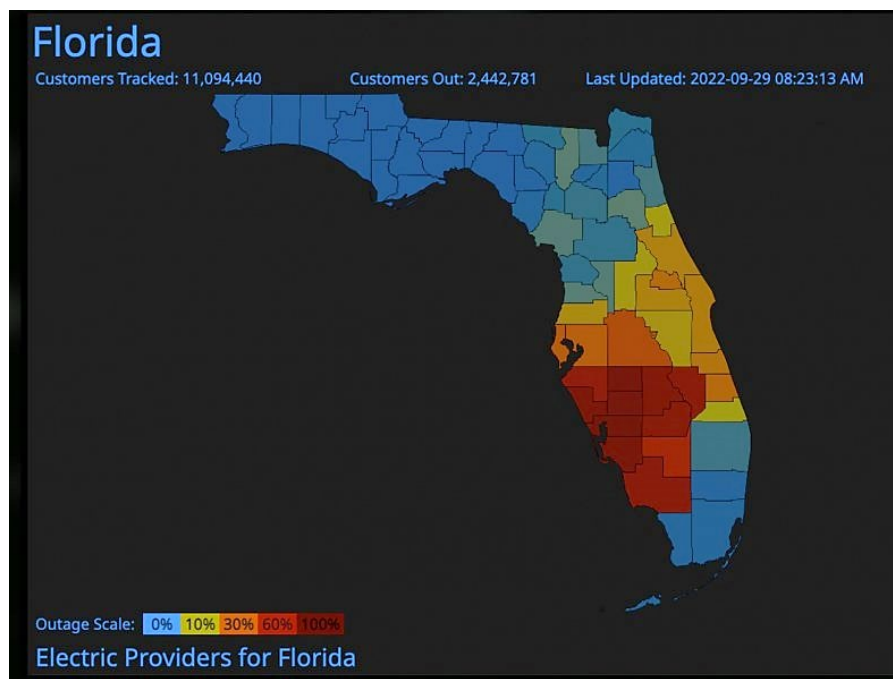 Florida
Customers Tracked: 11,094,440 Customers Out: 2,442,781 Last Updated: 2022-09-29 08:23:13 AM
Outage Scale: 0% 10% 30% 60% 100%
Electric Providers for Florida